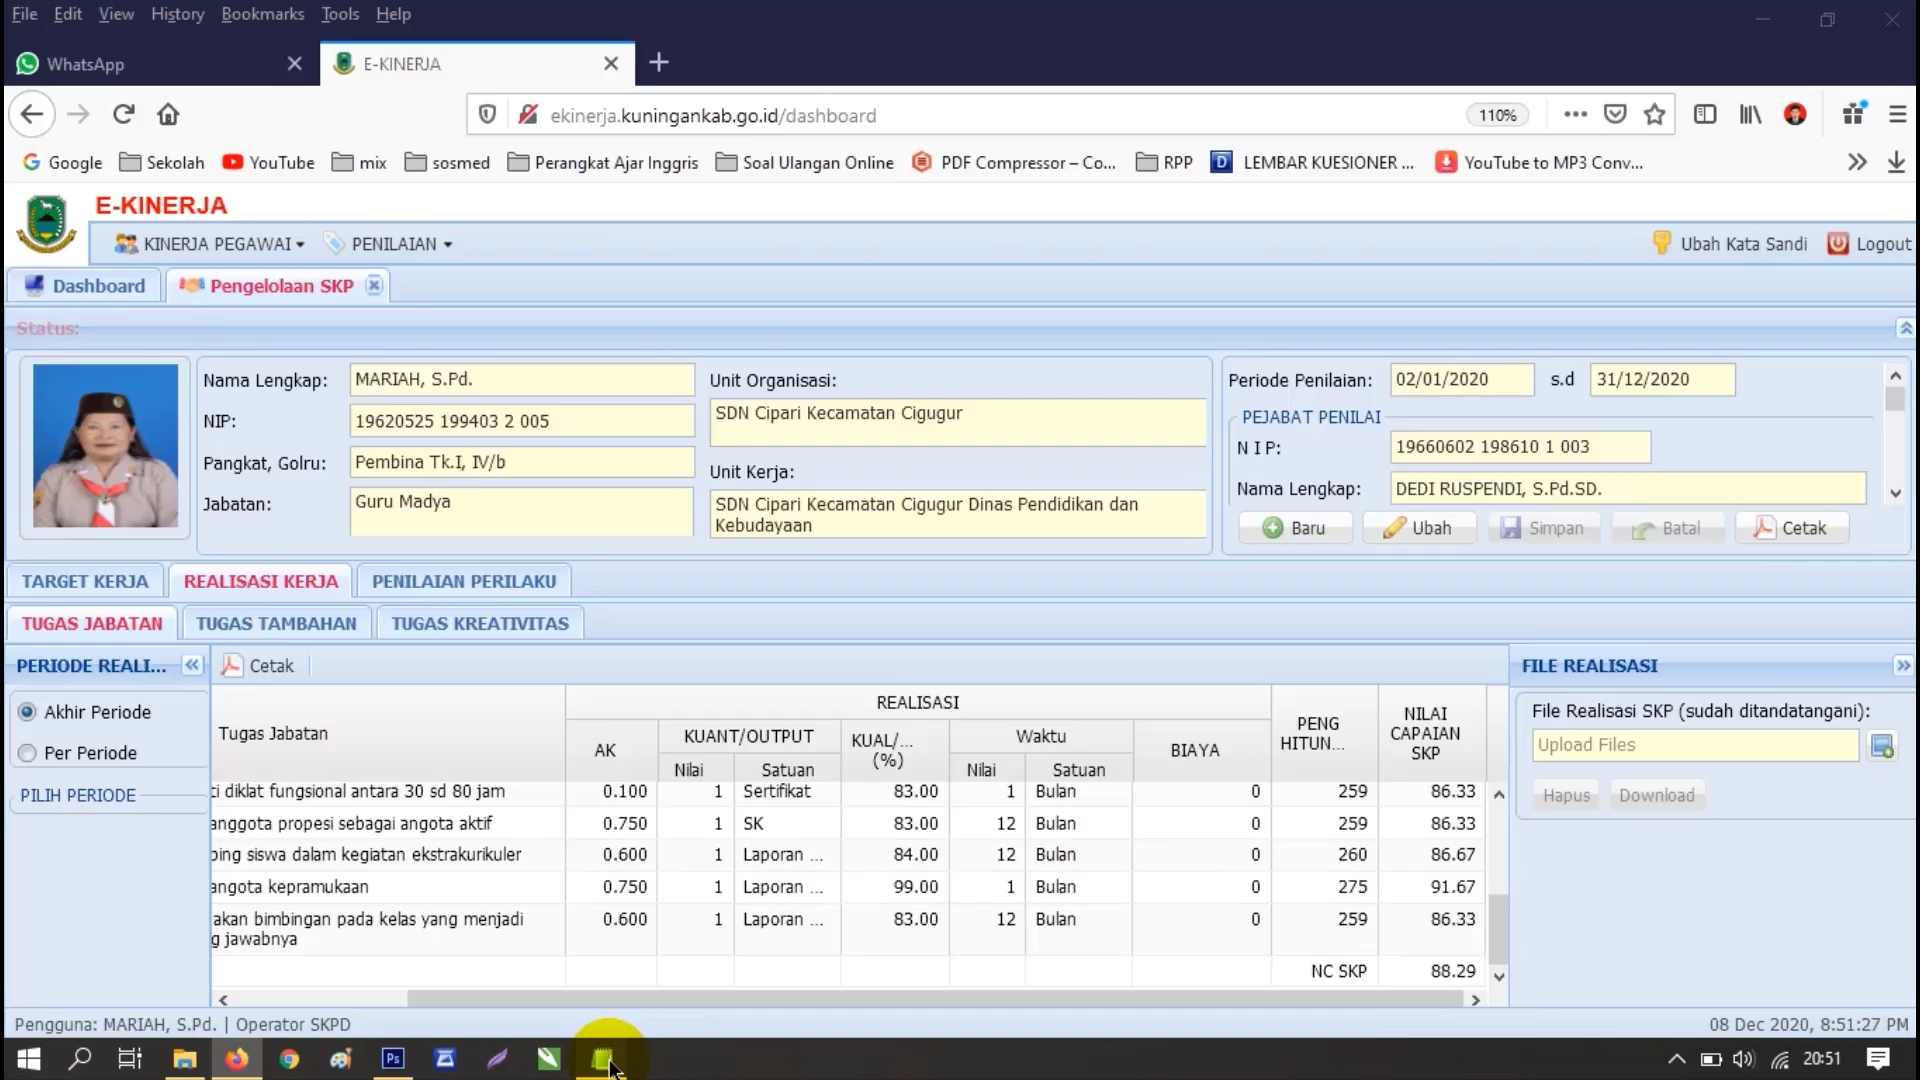 File Edit View History Bookmarks Tools Help
WhatsApp E-KINERJA
ekinerja.kuningankab.go.id/dashboard 110%
Google Sekolah YouTube mix sosmed Perangkat Ajar Inggris Soal Ulangan Online PDF Compressor – Co... RPP LEMBAR KUESIONER ... YouTube to MP3 Conv...
E-KINERJA
KINERJA PEGAWAI PENILAIAN Ubah Kata Sandi Logout
Dashboard Pengelolaan SKP
Status:
Nama Lengkap: MARIAH, S.Pd.
NIP: 19620525 199403 2 005
Pangkat, Golru: Pembina Tk.I, IV/b
Jabatan: Guru Madya
Unit Organisasi:
SDN Cipari Kecamatan Cigugur
Unit Kerja:
SDN Cipari Kecamatan Cigugur Dinas Pendidikan dan
Kebudayaan
Periode Penilaian: 02/01/2020 s.d 31/12/2020
PEJABAT PENILAI
N I P: 19660602 198610 1 003
Nama Lengkap: DEDI RUSPENDI, S.Pd.SD.
Baru Ubah Simpan Batal Cetak
TARGET KERJA REALISASI KERJA PENILAIAN PERILAKU
TUGAS JABATAN TUGAS TAMBAHAN TUGAS KREATIVITAS
PERIODE REALI...
Akhir Periode
Per Periode
PILIH PERIODE
Cetak
Tugas Jabatan REALISASI PENG HITUN... NILAI CAPAIAN SKP
AK KUANT/OUTPUT KUAL/... (%) Waktu BIAYA
Nilai Satuan Nilai Satuan
ti diklat fungsional antara 30 sd 80 jam 0.100 1 Sertifikat 83.00 1 Bulan 0 259 86.33
anggota propesi sebagai angota aktif 0.750 1 SK 83.00 12 Bulan 0 259 86.33
bing siswa dalam kegiatan ekstrakurikuler 0.600 1 Laporan ... 84.00 12 Bulan 0 260 86.67
angota kepramukaan 0.750 1 Laporan ... 99.00 1 Bulan 0 275 91.67
akan bimbingan pada kelas yang menjadi 0.600 1 Laporan ... 83.00 12 Bulan 0 259 86.33
g jawabnya
NC SKP 88.29
FILE REALISASI
File Realisasi SKP (sudah ditandatangani):
Upload Files
Hapus Download
Pengguna: MARIAH, S.Pd. | Operator SKPD 08 Dec 2020, 8:51:27 PM
Ps 20:51